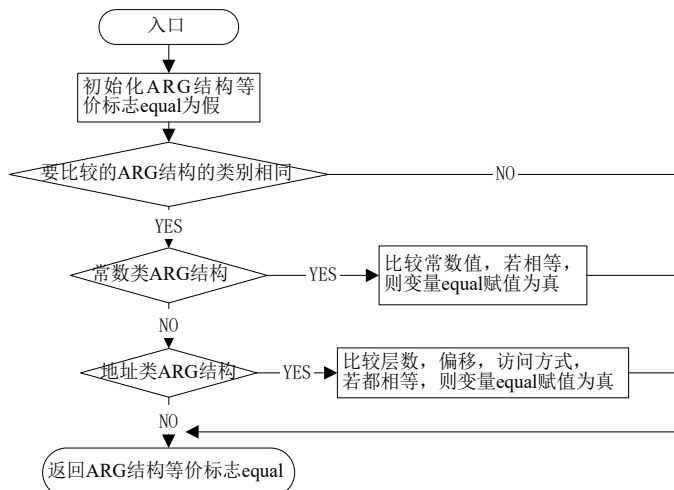 入口
初始化ARG结构等
价标志equal为假
要比较的ARG结构的类别相同
NO
YES
常数类ARG结构
YES
比较常数值，若相等，
则变量equal赋值为真
NO
地址类ARG结构
YES
比较层数，偏移，访问方式，
若都相等，则变量equal赋值为真
NO
返回ARG结构等价标志equal